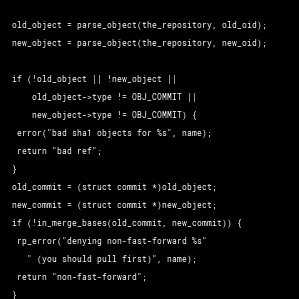 old_object = parse_object(the_repository, old_oid);
new_object = parse_object(the_repository, new_oid);

if (!old_object || !new_object ||
    old_object->type != OBJ_COMMIT ||
    new_object->type != OBJ_COMMIT) {
 error("bad sha1 objects for %s", name);
 return "bad ref";
}
old_commit = (struct commit *)old_object;
new_commit = (struct commit *)new_object;
if (!in_merge_bases(old_commit, new_commit)) {
 rp_error("denying non-fast-forward %s"
   " (you should pull first)", name);
 return "non-fast-forward";
}